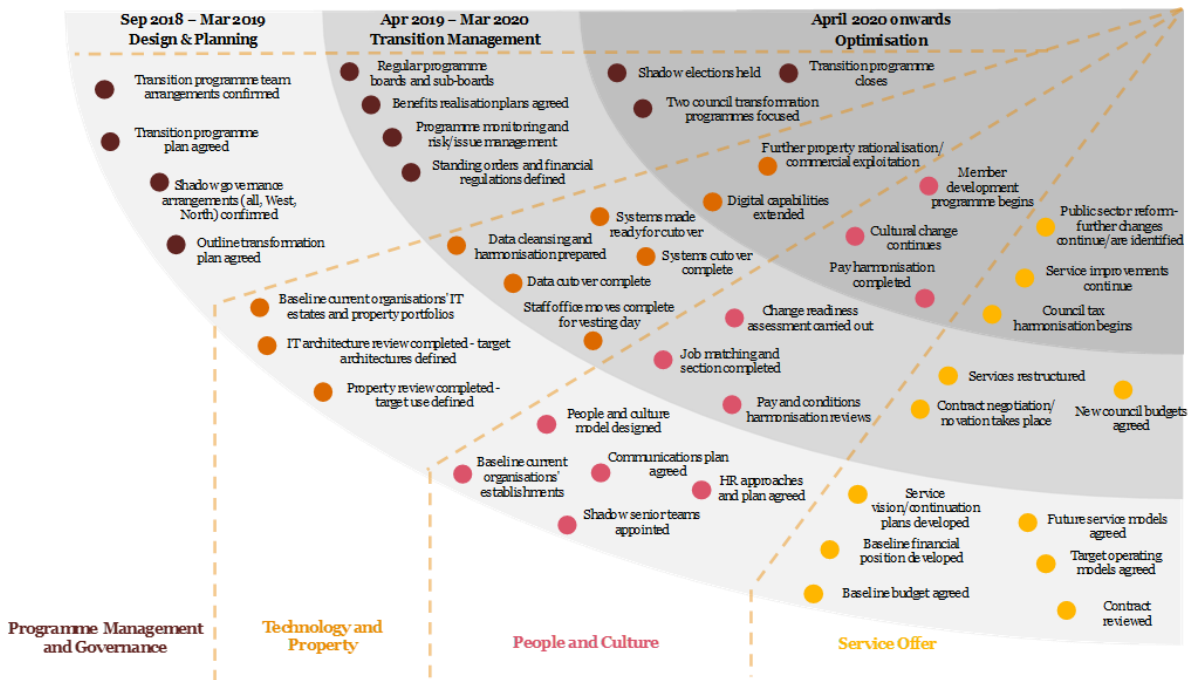 Sep 2018 – Mar 2019
Design & Planning
Apr 2019 – Mar 2020
Transition Management
April 2020 onwards
Optimisation
Transition programme team
arrangements confirmed
Transition programme
plan agreed
Shadow governance
arrangements (all, West,
North) confirmed
Outline transformation
plan agreed
Regular programme
boards and sub-boards
Benefits realisation plans agreed
Programme monitoring and
risk/issue management
Standing orders and financial
regulations defined
Shadow elections held
Transition programme
closes
Two council transformation
programmes focused
Further property rationalisation/
commercial exploitation
Digital capabilities
extended
Systems made
ready for cutover
Data cleansing and
harmonisation prepared
Systems cutover
complete
Data cutover complete
Staff office moves complete
for vesting day
Baseline current organisations' IT
estates and property portfolios
IT architecture review completed - target
architectures defined
Property review completed -
target use defined
Member
development
programme begins
Cultural change
continues
Pay harmonisation
completed
Change readiness
assessment carried out
Job matching and
section completed
Pay and conditions
harmonisation reviews
People and culture
model designed
Baseline current
organisations'
establishments
Communications plan
agreed
HR approaches
and plan agreed
Shadow senior teams
appointed
Public sector reform-
further changes
continue/are identified
Service improvements
continue
Council tax
harmonisation begins
Services restructured
Contract negotiation/
novation takes place
New council budgets
agreed
Service
vision/continuation
plans developed
Future service models
agreed
Baseline financial
position developed
Target operating
models agreed
Baseline budget agreed
Contract
reviewed
Programme Management
and Governance
Technology and
Property
People and Culture
Service Offer